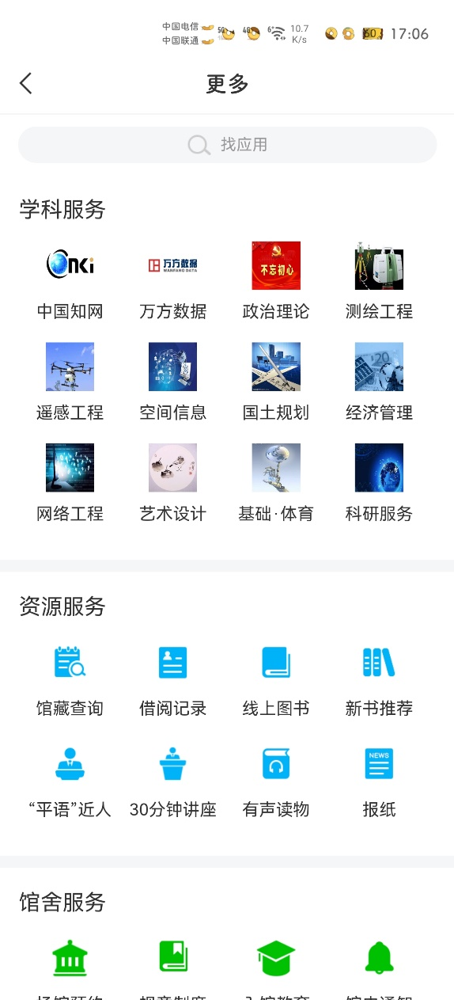 中国电信
中国联通
5G
4G
6
10.7
K/s
60
17:06
更多
找应用
学科服务
cnki
万方数据
WANFANG DATA
不忘初心
中国知网 万方数据 政治理论 测绘工程
20
遥感工程 空间信息 国土规划 经济管理
网络工程 艺术设计 基础·体育 科研服务
资源服务
馆藏查询 借阅记录 线上图书 新书推荐
NEWS
“平语”近人 30分钟讲座 有声读物 报纸
馆舍服务